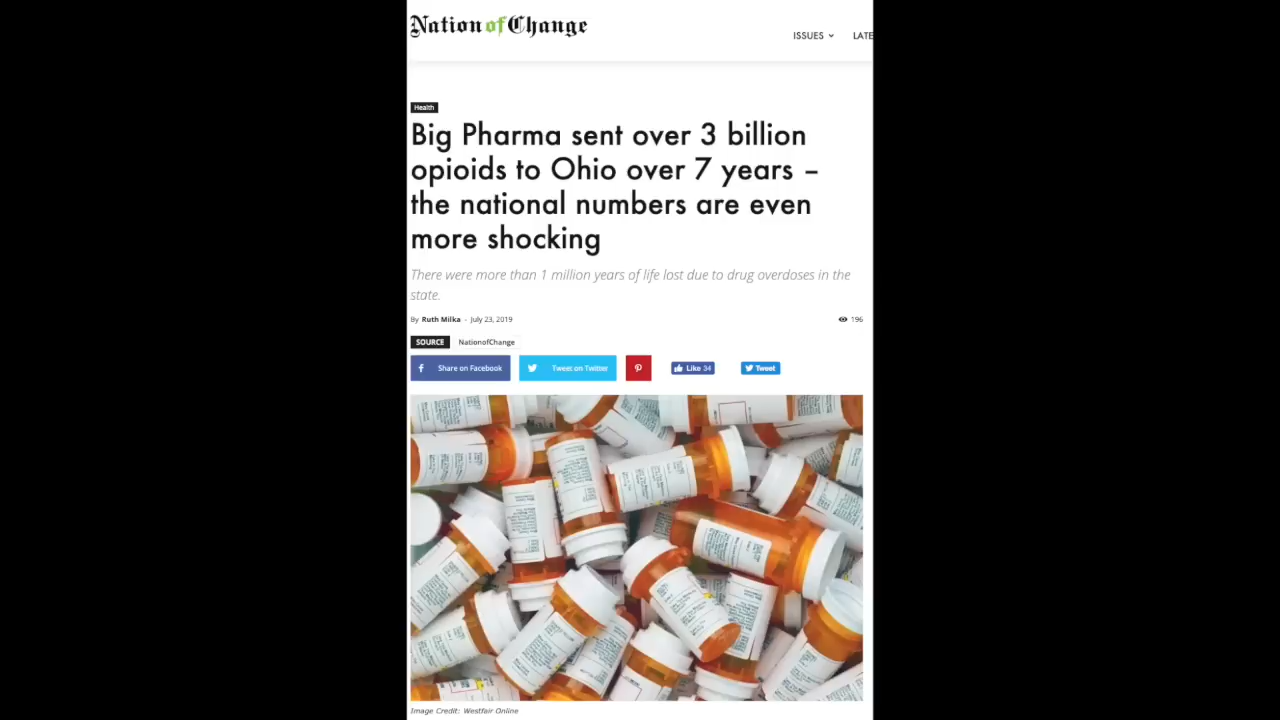 Nation of Change
ISSUES
LATE
Health
Big Pharma sent over 3 billion
opioids to Ohio over 7 years –
the national numbers are even
more shocking
There were more than 1 million years of life lost due to drug overdoses in the
state.
By Ruth Milka - July 23, 2019
196
SOURCE NationofChange
Share on Facebook
Tweet on Twitter
Like 34
Tweet
Image Credit: Westfair Online